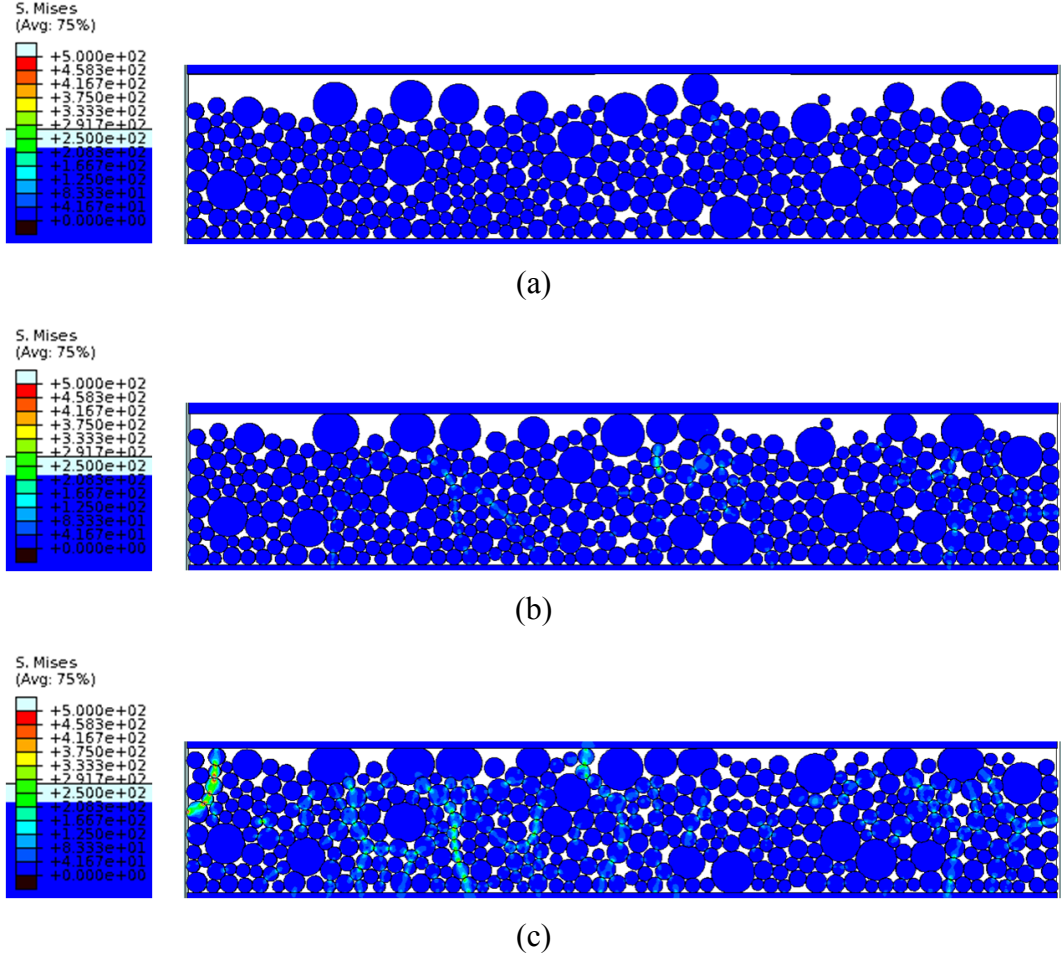 S. Mises
(Avg: 75%)
+5.000e+02
+4.583e+02
+4.167e+02
+3.750e+02
+3.333e+02
+2.917e+02
+2.500e+02
+2.083e+02
+1.667e+02
+1.250e+02
+8.333e+01
+4.167e+01
+0.000e+00
(a)
S. Mises
(Avg: 75%)
+5.000e+02
+4.583e+02
+4.167e+02
+3.750e+02
+3.333e+02
+2.917e+02
+2.500e+02
+2.083e+02
+1.667e+02
+1.250e+02
+8.333e+01
+4.167e+01
+0.000e+00
(b)
S. Mises
(Avg: 75%)
+5.000e+02
+4.583e+02
+4.167e+02
+3.750e+02
+3.333e+02
+2.917e+02
+2.500e+02
+2.083e+02
+1.667e+02
+1.250e+02
+8.333e+01
+4.167e+01
+0.000e+00
(c)